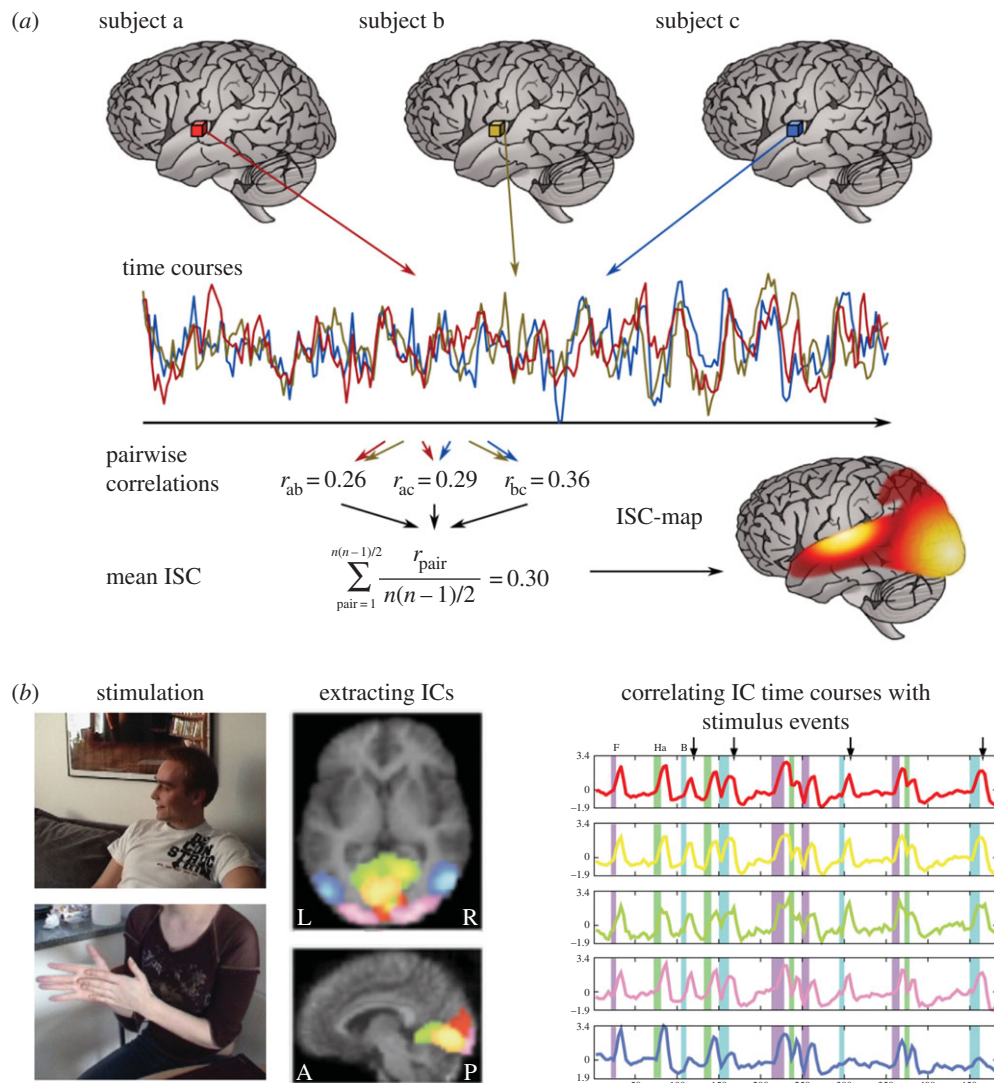 (a) subject a subject b subject c
time courses
pairwise
correlations
r_ab = 0.26 r_ac = 0.29 r_bc = 0.36
ISC-map
mean ISC
n(n – 1)/2
∑ r_pair / n(n – 1)/2 = 0.30
pair = 1
(b) stimulation extracting ICs correlating IC time courses with
stimulus events
F Ha B
3.4
0
–1.9
3.4
0
–1.9
3.4
0
–1.9
3.4
0
–1.9
3.4
0
L R
A P